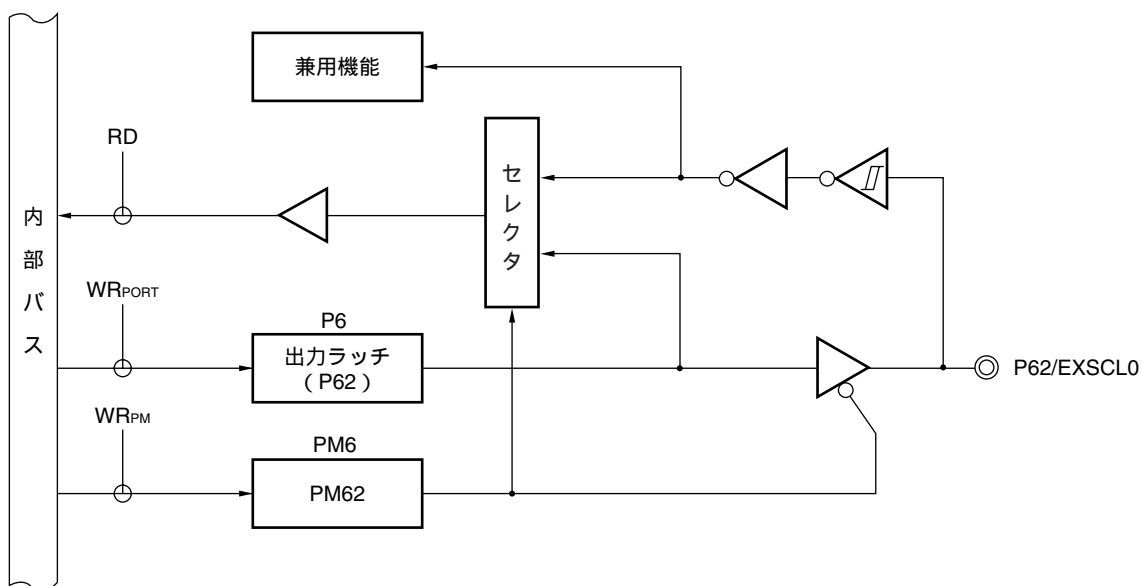 兼用機能
RD
セレクタ
内部バス
WRPORT
P6
出力ラッチ
(P62)
P62/EXSCL0
WRPM
PM6
PM62